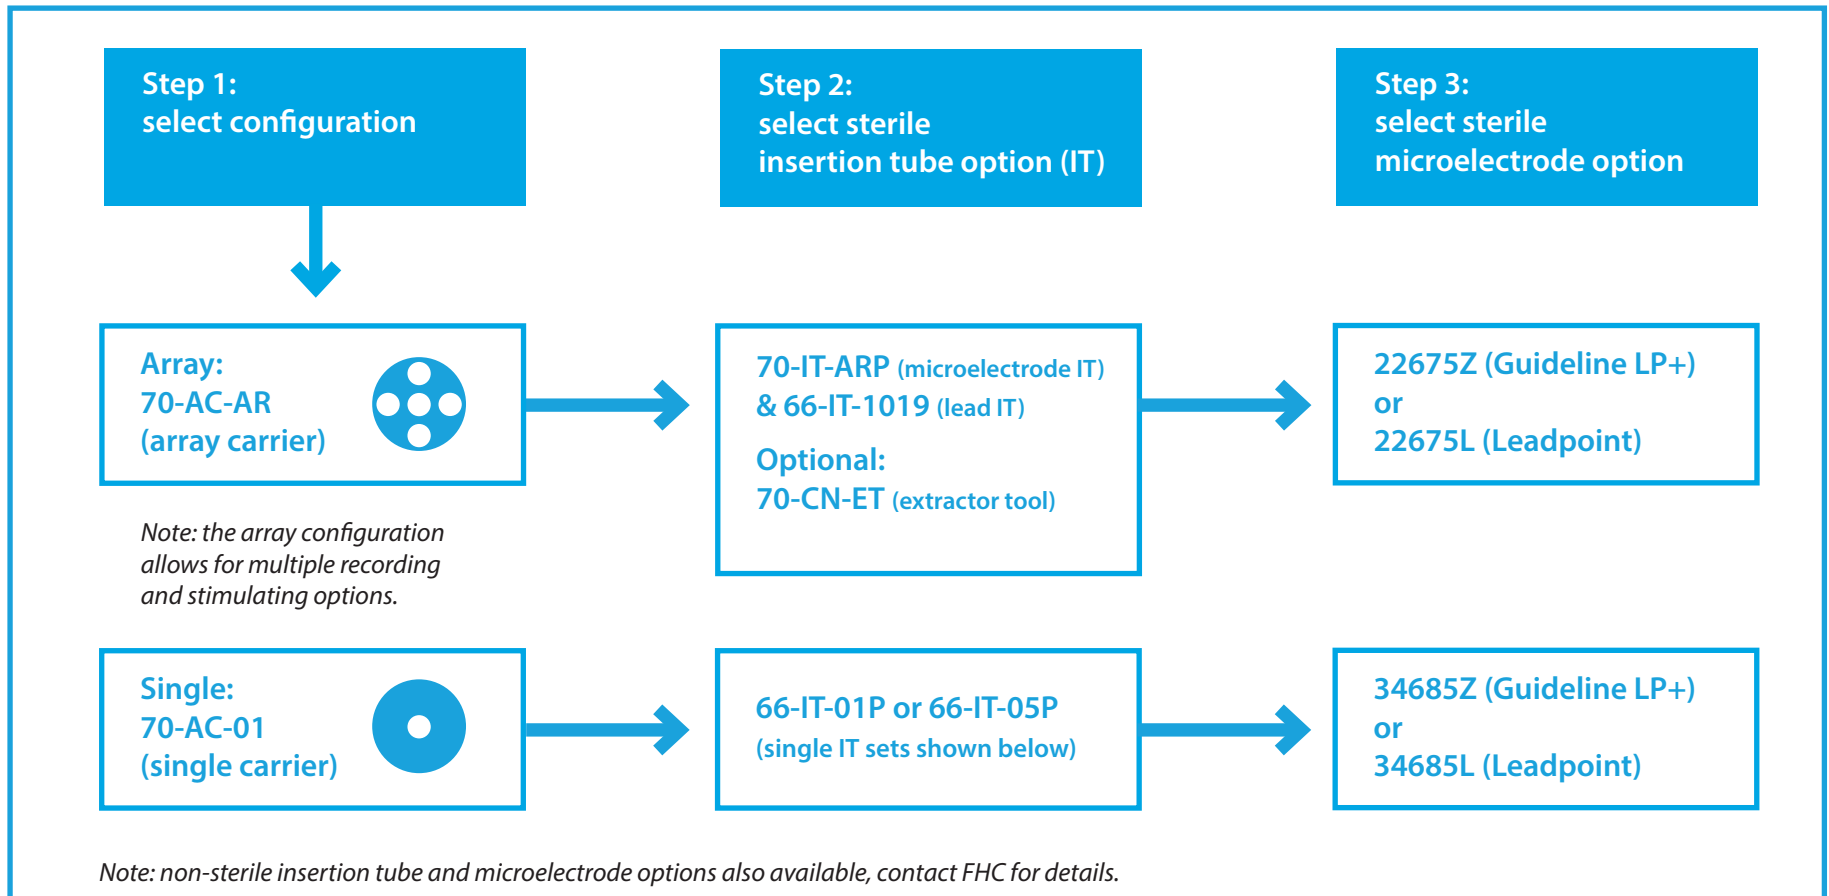 Step 1:
select configuration
Step 2:
select sterile
insertion tube option (IT)
Step 3:
select sterile
microelectrode option
Array:
70-AC-AR
(array carrier)
70-IT-ARP (microelectrode IT)
& 66-IT-1019 (lead IT)
Optional:
70-CN-ET (extractor tool)
22675Z (Guideline LP+)
or
22675L (Leadpoint)
Note: the array configuration
allows for multiple recording
and stimulating options.
Single:
70-AC-01
(single carrier)
66-IT-01P or 66-IT-05P
(single IT sets shown below)
34685Z (Guideline LP+)
or
34685L (Leadpoint)
Note: non-sterile insertion tube and microelectrode options also available, contact FHC for details.